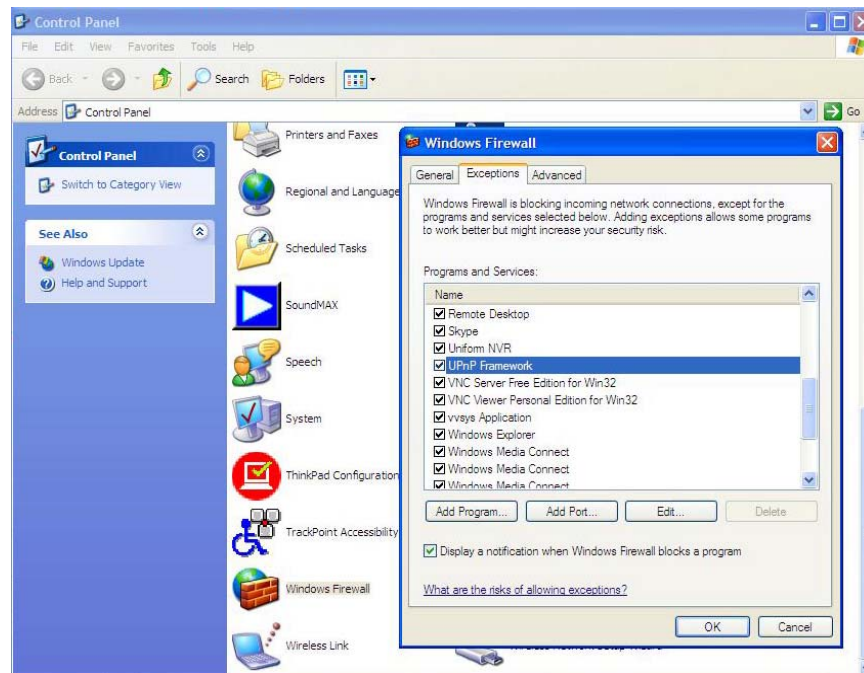 Control Panel
File Edit View Favorites Tools Help
Back Search Folders
Address Control Panel Go
Control Panel
Switch to Category View
See Also
Windows Update
Help and Support
Printers and Faxes
Regional and Language
Scheduled Tasks
SoundMAX
Speech
System
ThinkPad Configuration
TrackPoint Accessibility
Windows Firewall
Wireless Link
Windows Firewall
General Exceptions Advanced
Windows Firewall is blocking incoming network connections, except for the
programs and services selected below. Adding exceptions allows some programs
to work better but might increase your security risk.
Programs and Services:
Name
Remote Desktop
Skype
Uniform NVR
UPnP Framework
VNC Server Free Edition for Win32
VNC Viewer Personal Edition for Win32
vvsys Application
Windows Explorer
Windows Media Connect
Windows Media Connect
Windows Media Connect
Add Program... Add Port... Edit... Delete
Display a notification when Windows Firewall blocks a program
What are the risks of allowing exceptions?
OK Cancel